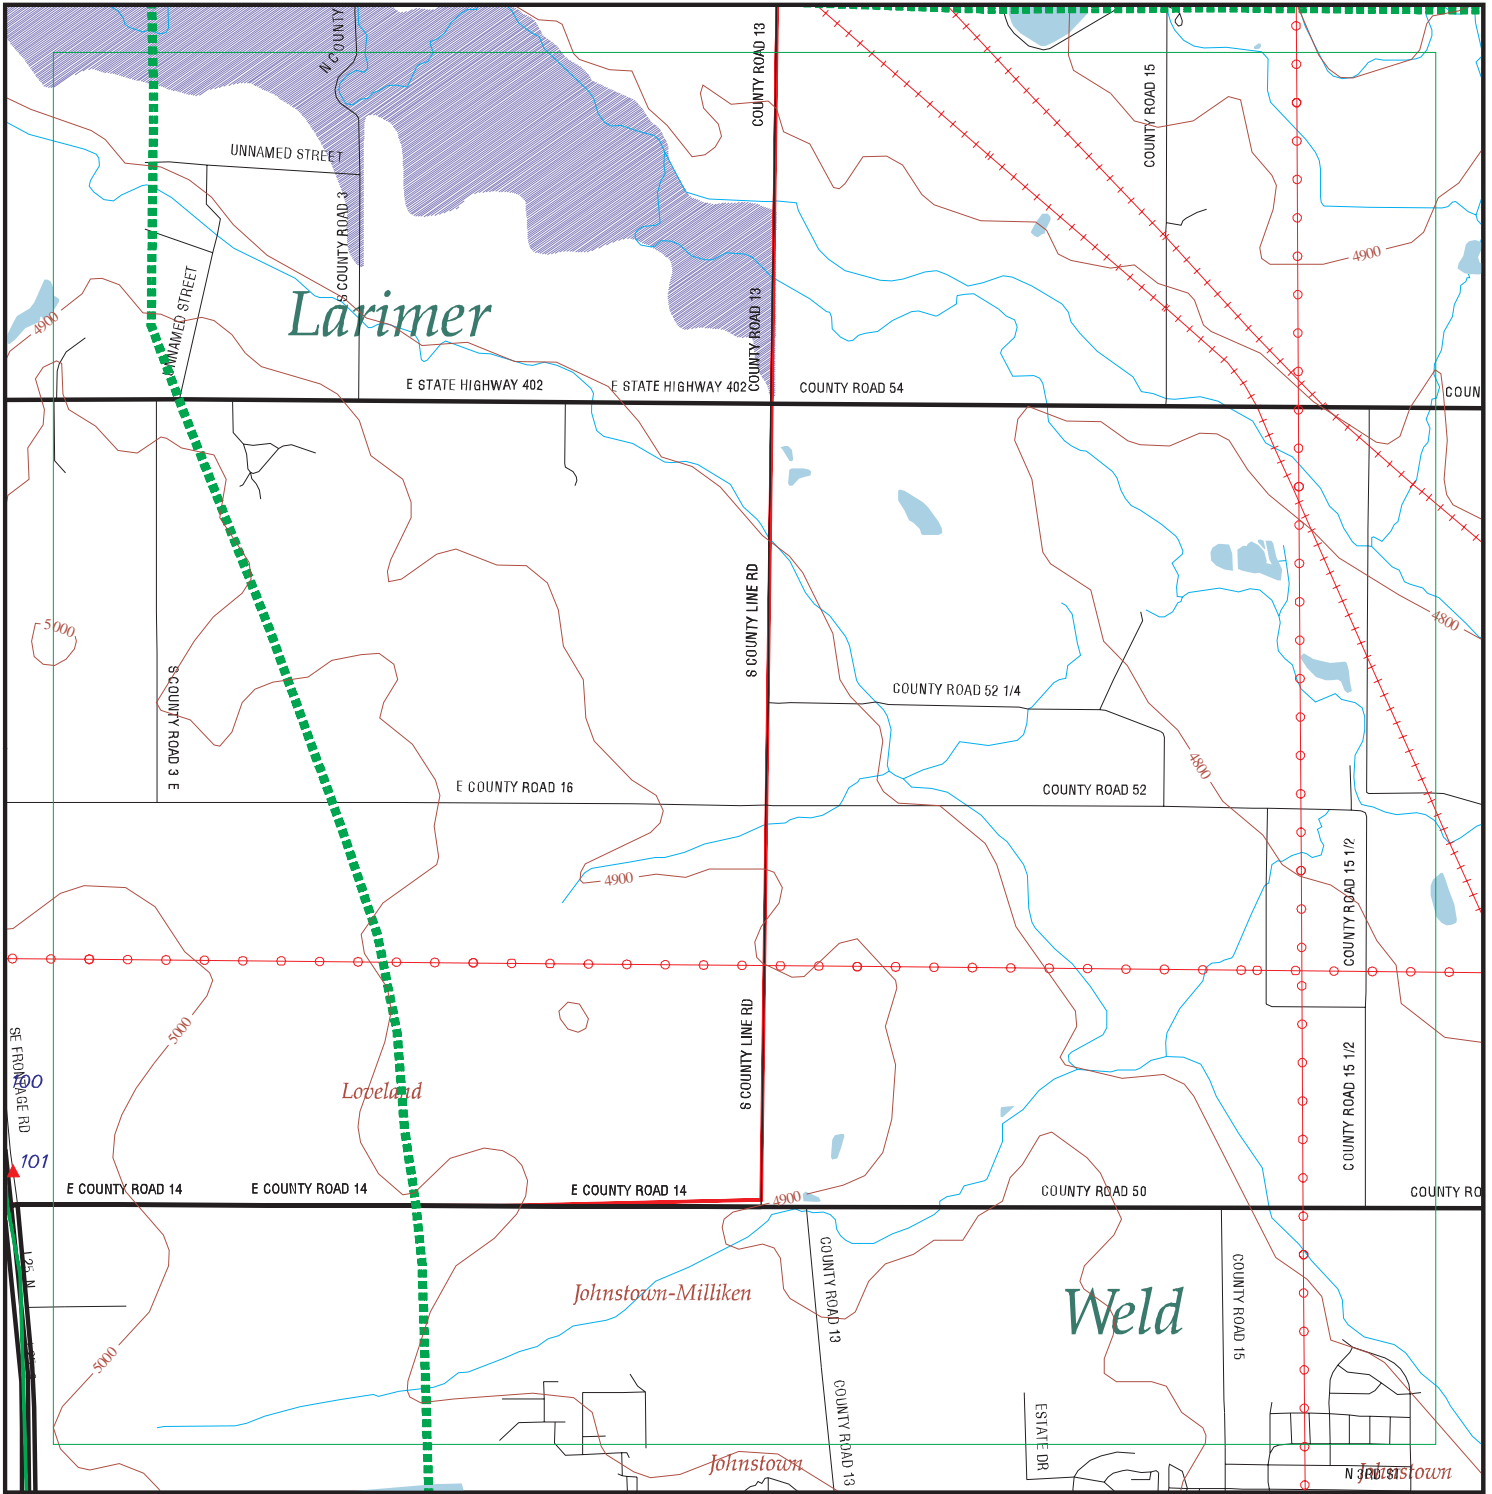 N COUNTY
COUNTY ROAD 13
COUNTY ROAD 15
UNNAMED STREET
S COUNTY ROAD 3
4900
UNNAMED STREET
4900
Larimer
COUNTY ROAD 13
E STATE HIGHWAY 402
E STATE HIGHWAY 402
COUNTY ROAD 54
COUN
5000
S COUNTY LINE RD
4800
S COUNTY ROAD 3 E
COUNTY ROAD 52 1/4
4800
E COUNTY ROAD 16
COUNTY ROAD 52
4900
COUNTY ROAD 15 1/2
5000
S COUNTY LINE RD
SE FRONTAGE RD
100
Loveland
COUNTY ROAD 15 1/2
101
E COUNTY ROAD 14
E COUNTY ROAD 14
E COUNTY ROAD 14
4900
COUNTY ROAD 50
COUNTY RO
I 25 N
COUNTY ROAD 13
COUNTY ROAD 15
Johnstown-Milliken
Weld
5000
COUNTY ROAD 13
ESTATE DR
Johnstown
N 3RD ST
Johnstown